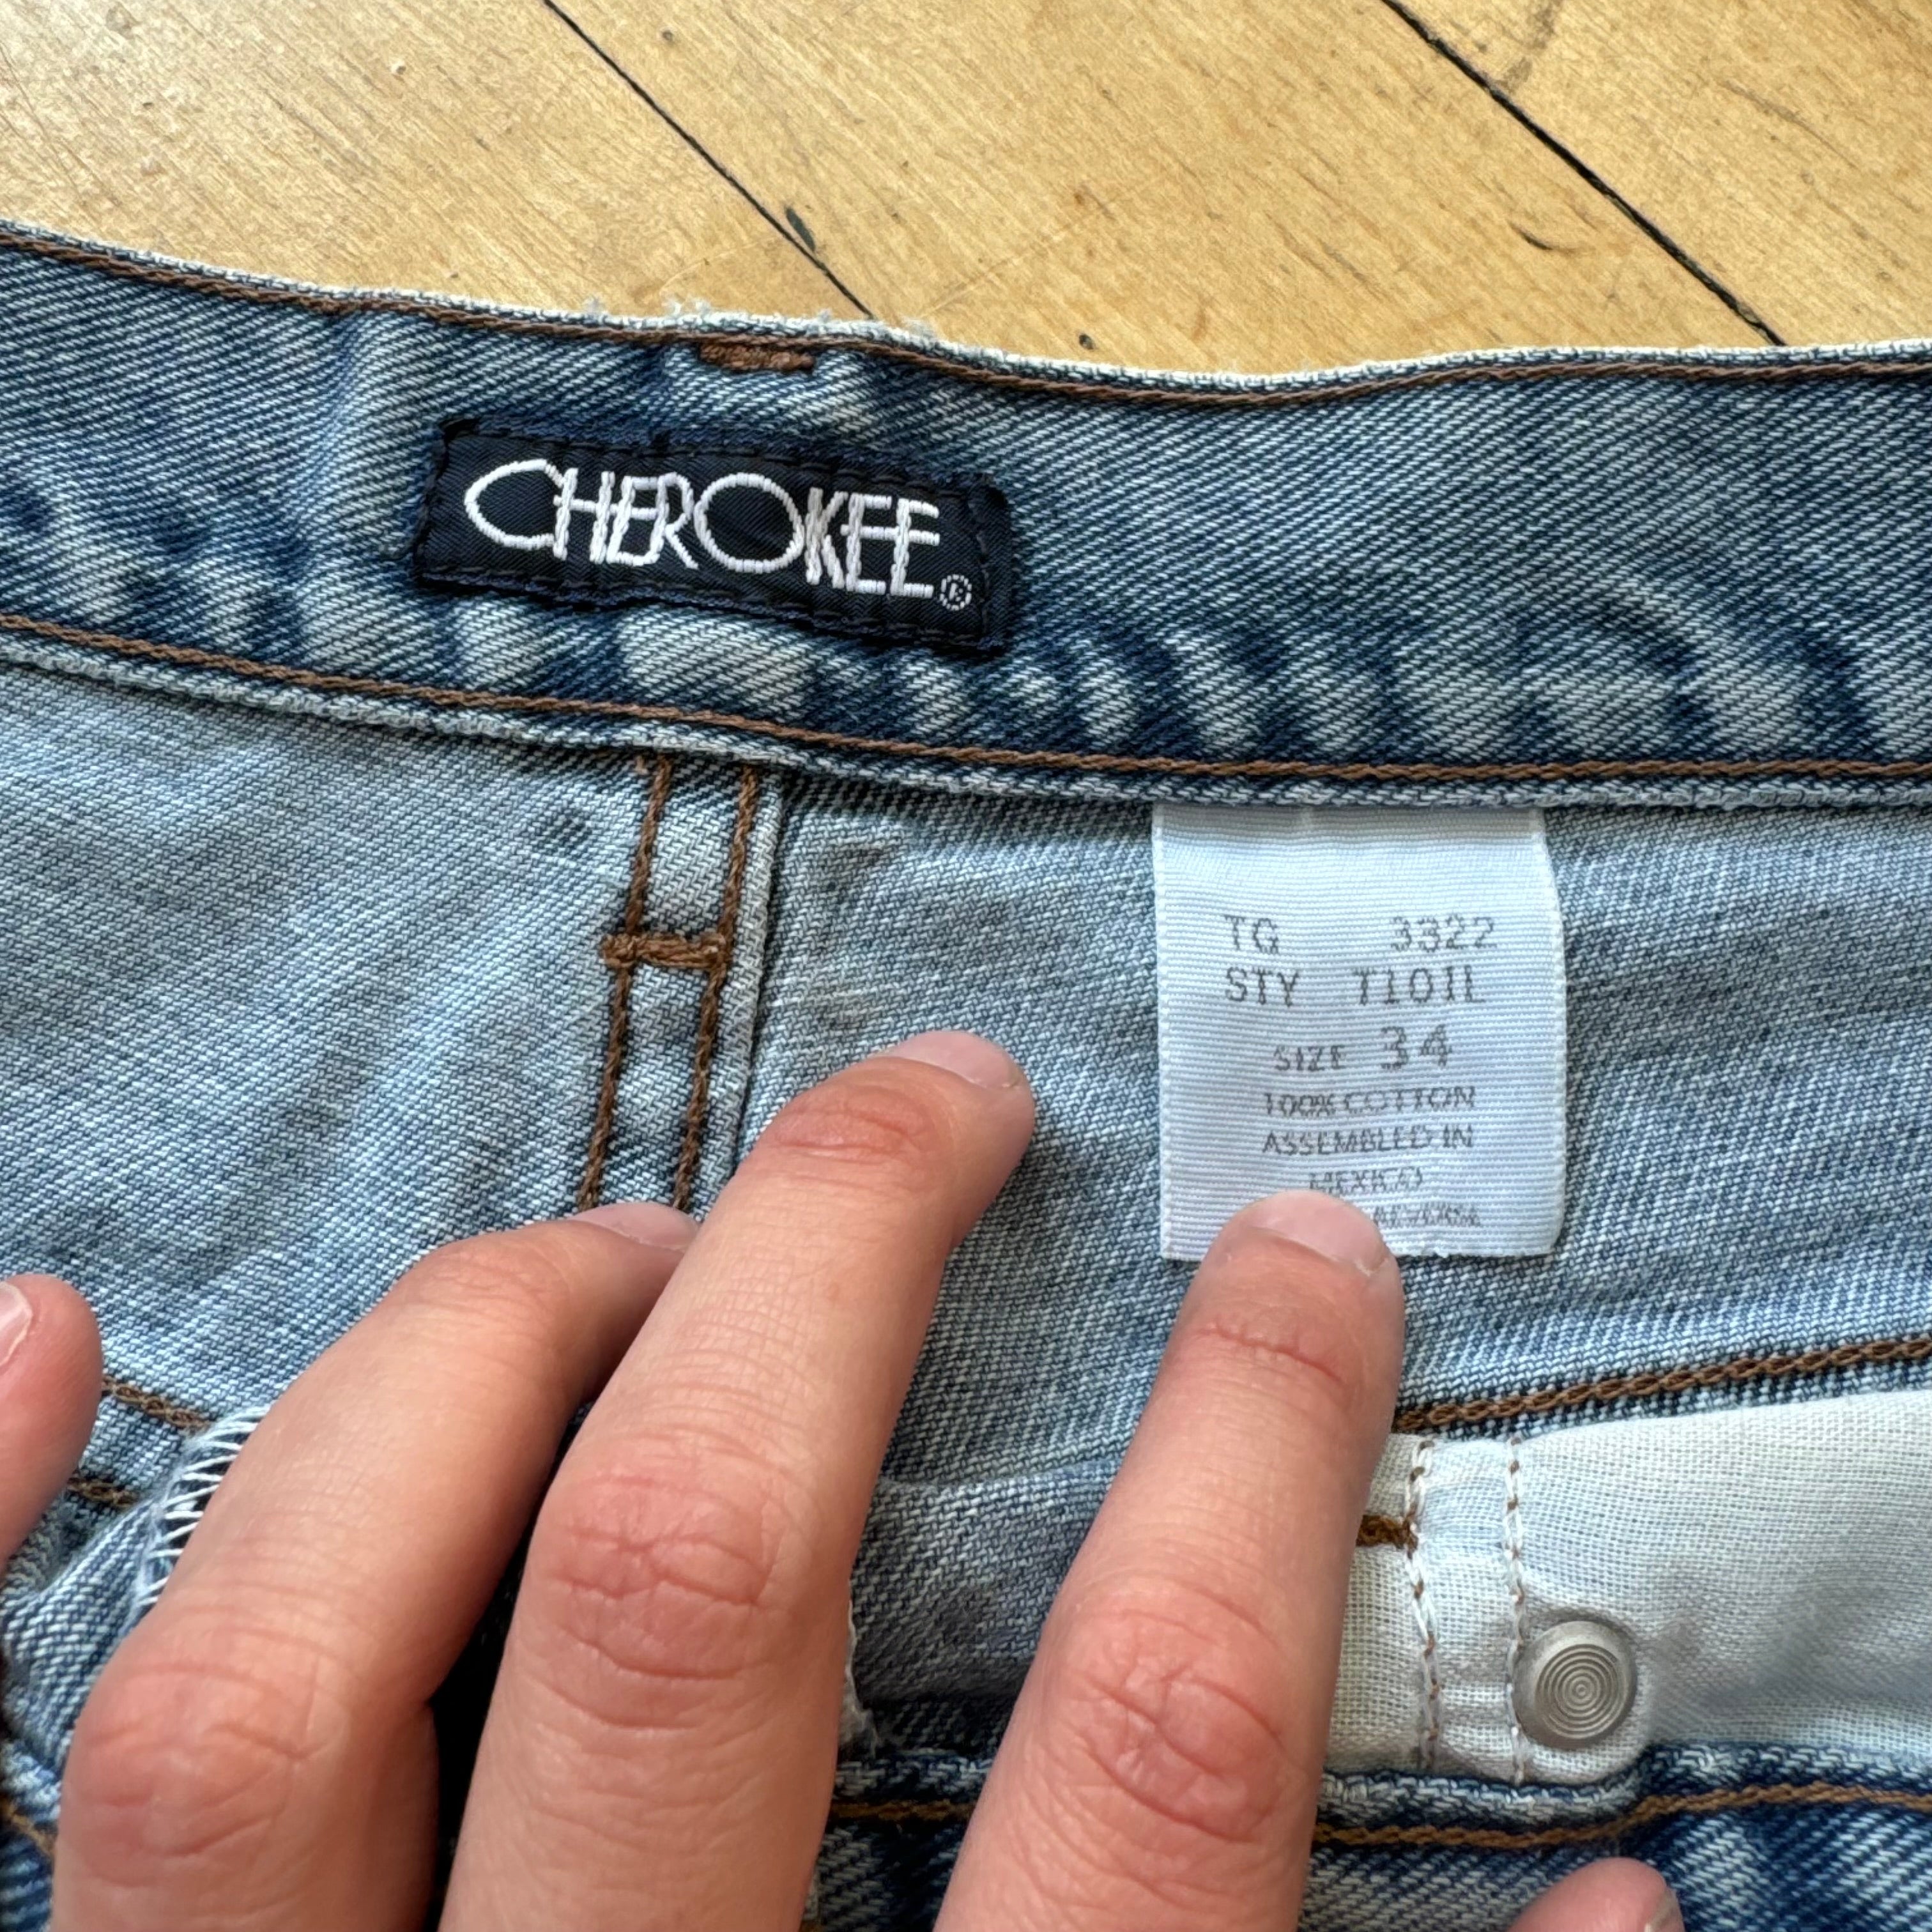 CHEROKEE®
TG 3322
STY T101L
SIZE 34
100% COTTON
ASSEMBLED IN
MEXICO